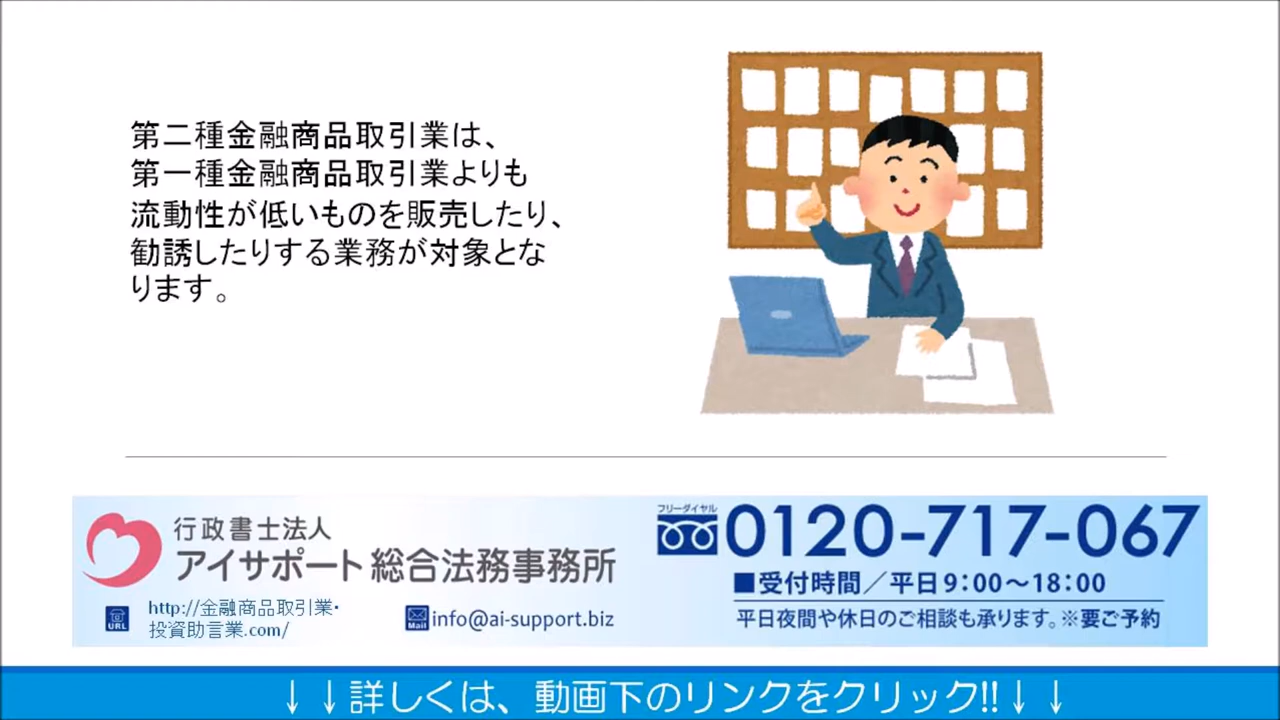 第二種金融商品取引業は、
第一種金融商品取引業よりも
流動性が低いものを販売したり、
勧誘したりする業務が対象とな
ります。
行政書士法人
アイサポート 総合法務事務所
URL
http://金融商品取引業・
投資助言業.com/
Mail
info@ai-support.biz
フリーダイヤル
0120-717-067
■受付時間／平日9：00～18：00
平日夜間や休日のご相談も承ります。※要ご予約
↓↓詳しくは、動画下のリンクをクリック!!↓↓